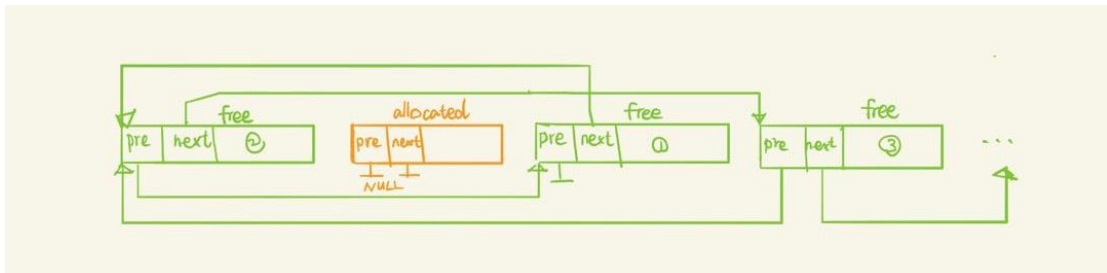 free
pre next ②
allocated
pre next
NULL
free
pre next ①
free
pre next ③
...